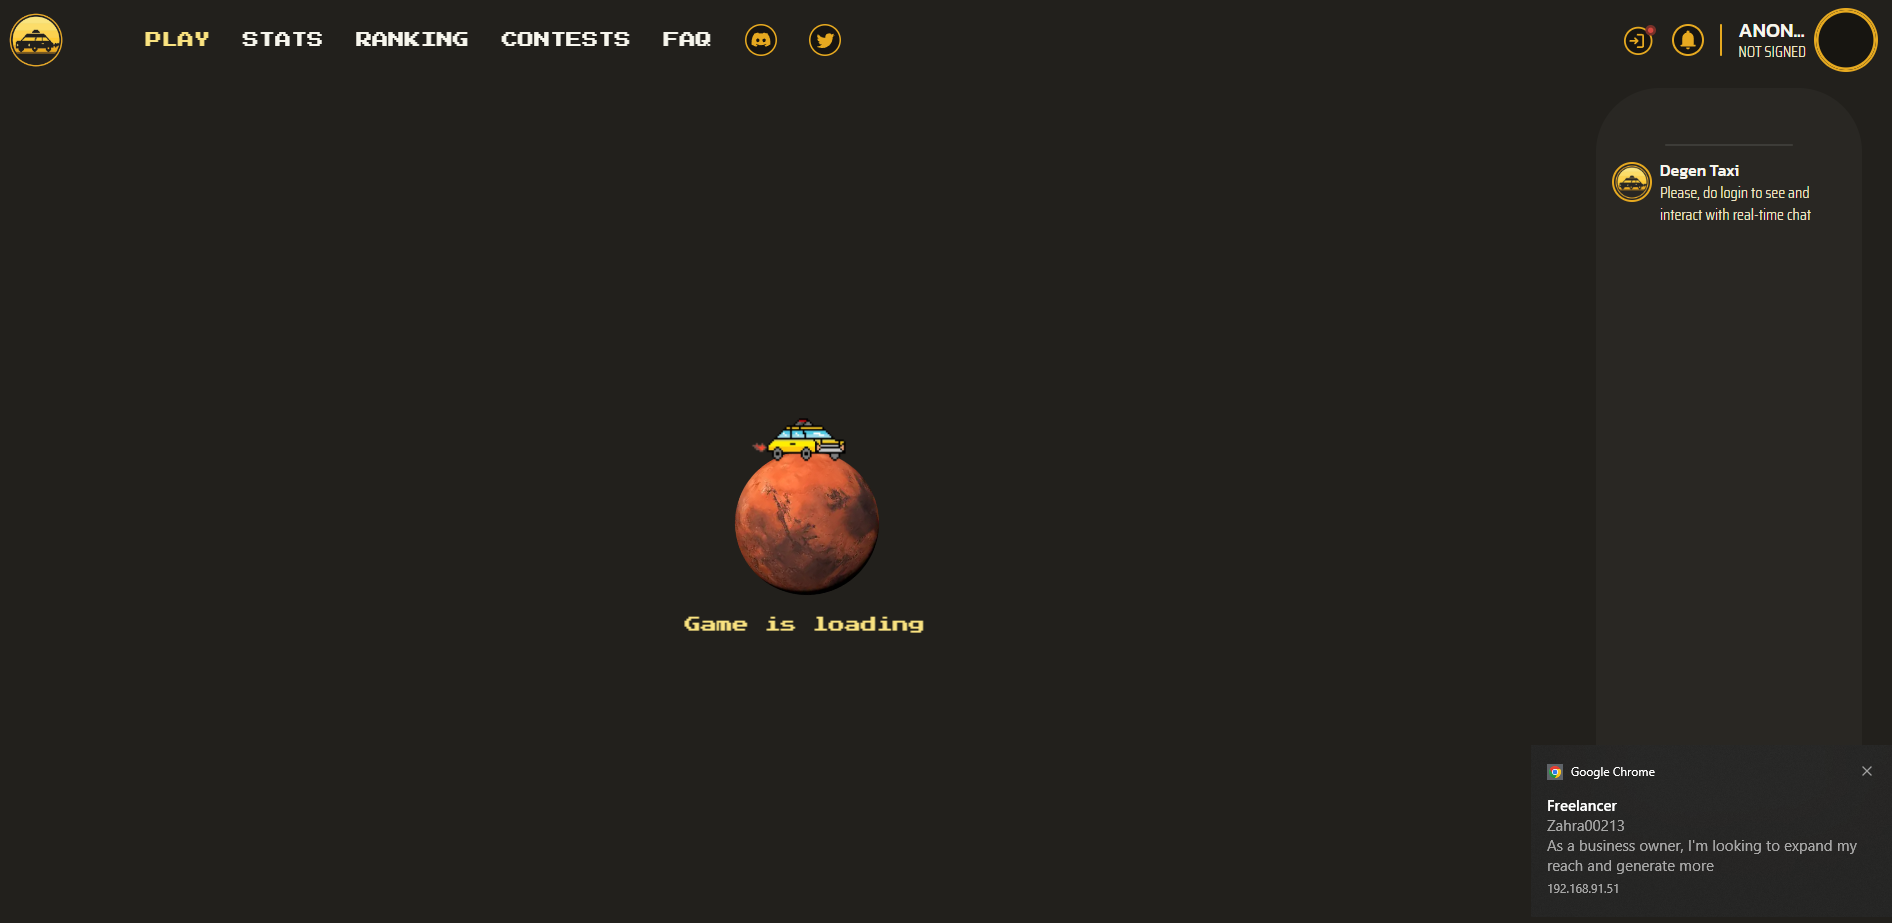 PLAY STATS RANKING CONTESTS FAQ
ANON...
NOT SIGNED
Degen Taxi
Please, do login to see and
interact with real-time chat
Game is loading
Google Chrome
Freelancer
Zahra00213
As a business owner, I'm looking to expand my
reach and generate more
192.168.91.51